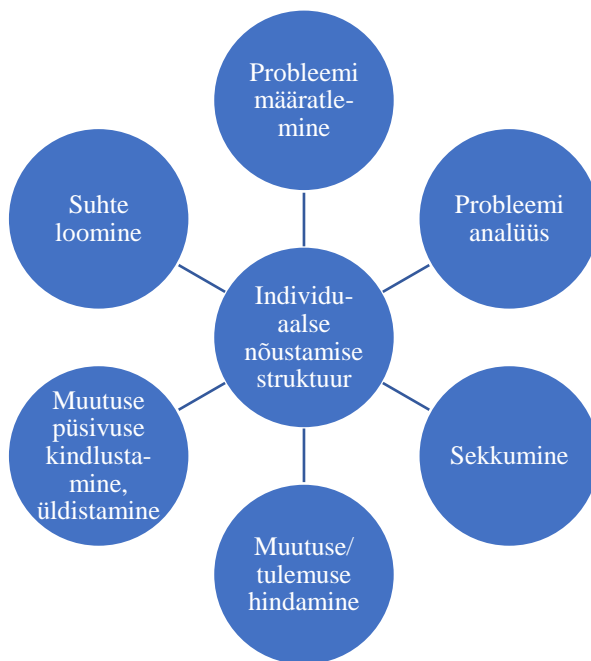 Probleemi
määratle-
mine
Suhte
loomine
Probleemi
analüüs
Individu-
aalse
nõustamise
struktuur
Muutuse
püsivuse
kindlusta-
mine,
üldistamine
Sekkumine
Muutuse/
tulemuse
hindamine